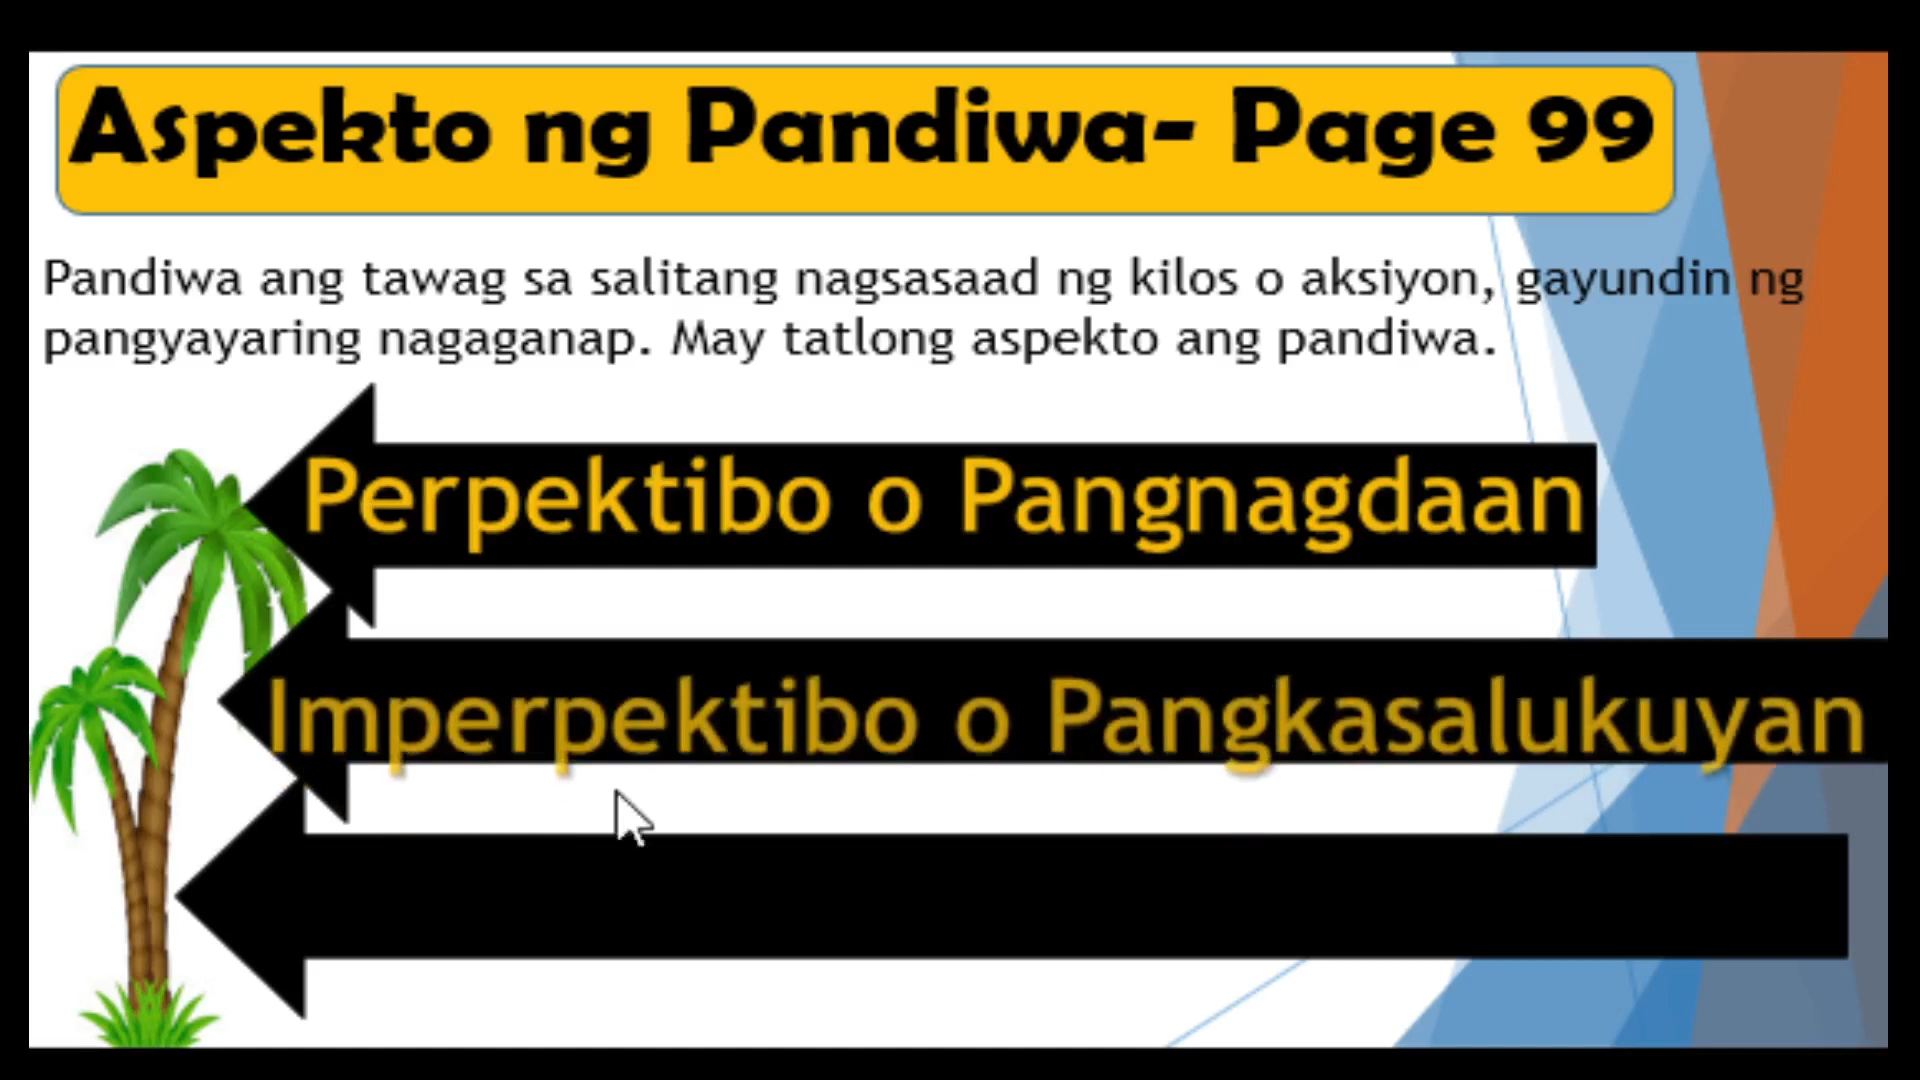 Aspekto ng Pandiwa- Page 99
Pandiwa ang tawag sa salitang nagsasaad ng kilos o aksiyon, gayundin ng
pangyayaring nagaganap. May tatlong aspekto ang pandiwa.
Perpektibo o Pangnagdaan
Imperpektibo o Pangkasalukuyan